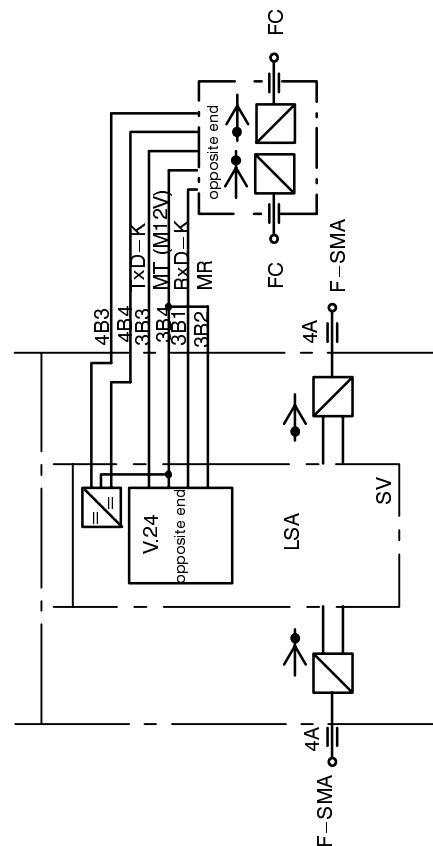 FC
opposite end
FC
TxD-K
MT (M12V)
RxD-K
MR
F-SMA
4B3
4B4
3B3
3B4
3B1
3B2
4A
=
=
V.24
opposite end
LSA
SV
4A
F-SMA